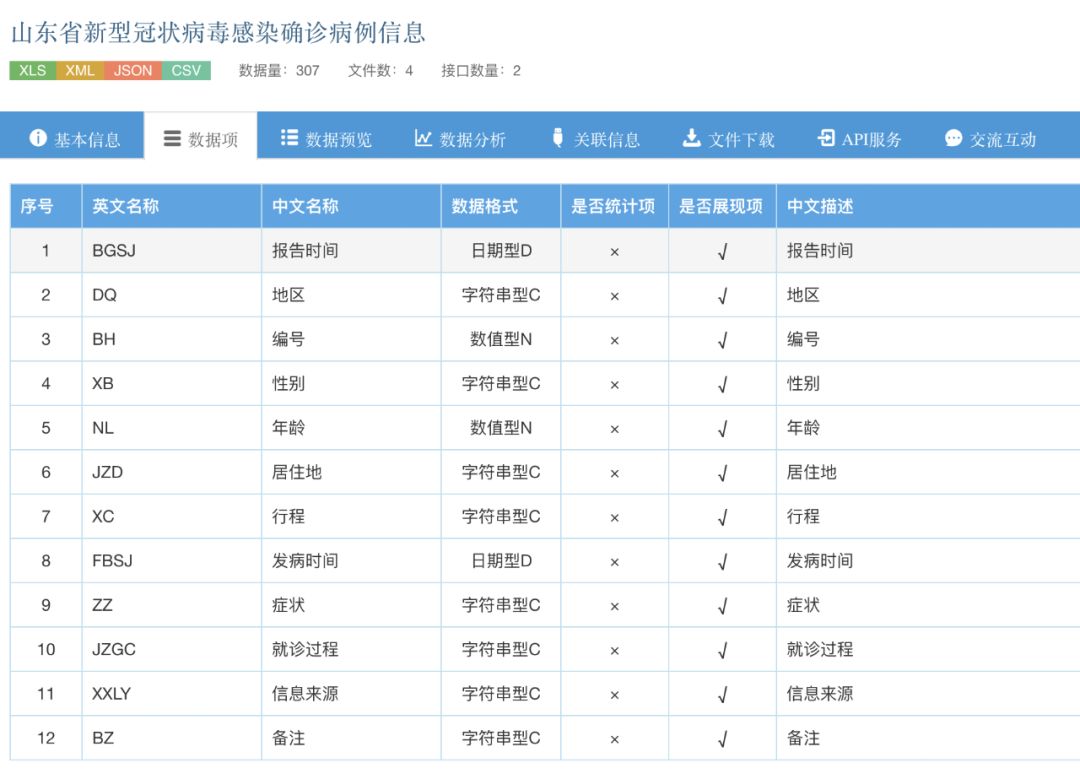 山东省新型冠状病毒感染确诊病例信息
XLS XML JSON CSV 数据量：307 文件数：4 接口数量：2
基本信息 数据项 数据预览 数据分析 关联信息 文件下载 API服务 交流互动
序号 英文名称 中文名称 数据格式 是否统计项 是否展现项 中文描述
1 BGSJ 报告时间 日期型D × √ 报告时间
2 DQ 地区 字符串型C × √ 地区
3 BH 编号 数值型N × √ 编号
4 XB 性别 字符串型C × √ 性别
5 NL 年龄 数值型N × √ 年龄
6 JZD 居住地 字符串型C × √ 居住地
7 XC 行程 字符串型C × √ 行程
8 FBSJ 发病时间 日期型D × √ 发病时间
9 ZZ 症状 字符串型C × √ 症状
10 JZGC 就诊过程 字符串型C × √ 就诊过程
11 XXLY 信息来源 字符串型C × √ 信息来源
12 BZ 备注 字符串型C × √ 备注